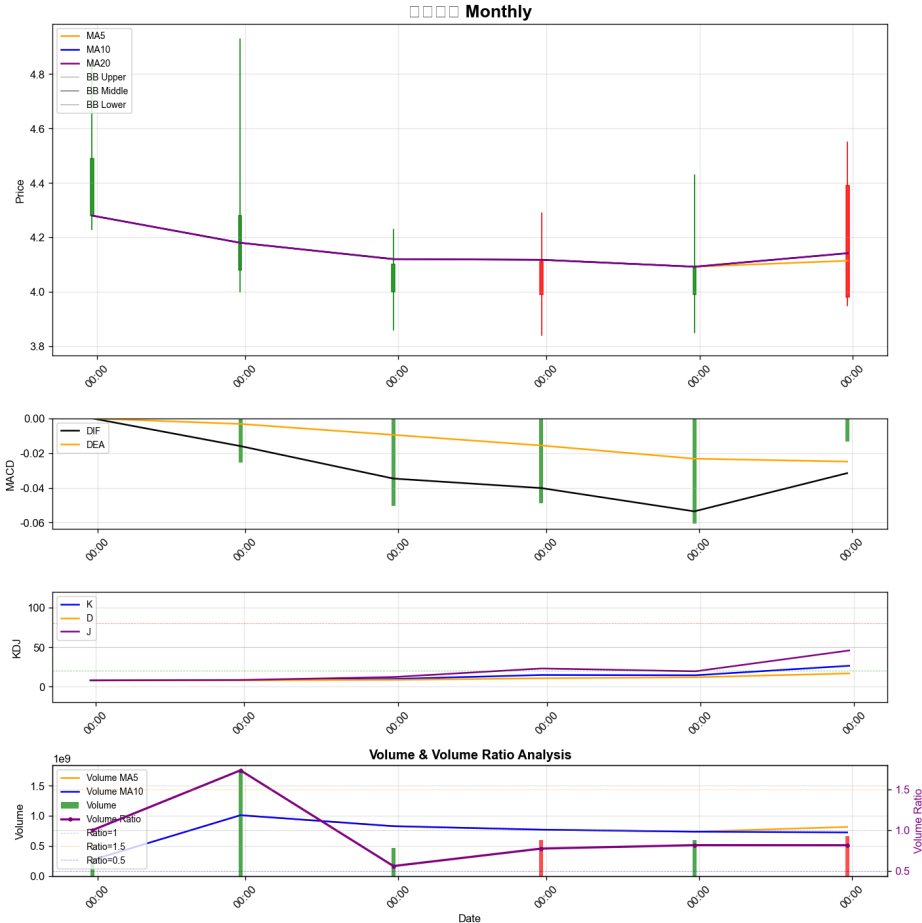 Monthly
MA5
MA10
MA20
BB Upper
BB Middle
BB Lower
Price
4.8
4.6
4.4
4.2
4.0
3.8
00:00 00:00 00:00 00:00 00:00 00:00
DIF
DEA
MACD
0.00
-0.02
-0.04
-0.06
00:00 00:00 00:00 00:00 00:00 00:00
K
D
J
KDJ
100
50
0
00:00 00:00 00:00 00:00 00:00 00:00
Volume & Volume Ratio Analysis
1e9
Volume MA5
Volume MA10
Volume
Volume Ratio
Ratio=1
Ratio=1.5
Ratio=0.5
Volume
1.5
1.0
0.5
0.0
1.5
1.0
0.5
Volume Ratio
00:00 00:00 00:00 00:00 00:00 00:00
Date